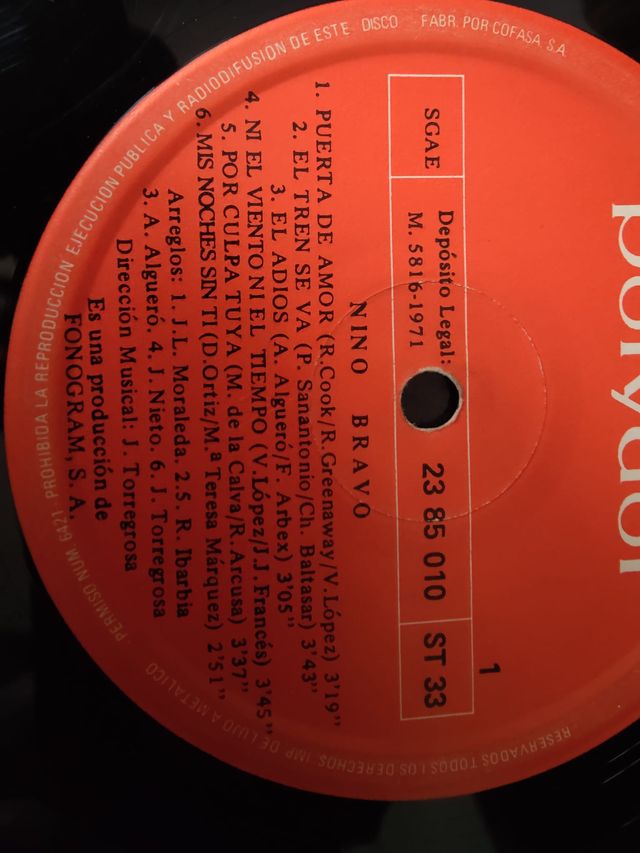 polydor
SGAE
Depósito Legal:
M. 5816-1971
23 85 010
ST 33
1
NINO BRAVO
1. PUERTA DE AMOR (R.Cook/R.Greenaway/V.López) 3'19"
2. EL TREN SE VA (P. Sanantonio/Ch. Baltasar) 3'43"
3. EL ADIOS (A. Algueró/F. Arbex) 3'05"
4. NI EL VIENTO NI EL TIEMPO (V.López/J.J.Francés) 3'45"
5. POR CULPA TUYA (M. de la Calva/R. Arcusa) 3'37"
6. MIS NOCHES SIN TI (D.Ortiz/M.ª Teresa Márquez) 2'51"
Arreglos: 1. J.L. Moraleda. 2.5. R. Ibarbia
3. A. Algueró. 4. J. Nieto. 6. J. Torregrosa
Dirección Musical: J. Torregrosa
Es una producción de
FONOGRAM, S. A.
PERMISO NUM 6421. PROHIBIDA LA REPRODUCCION EJECUCION PUBLICA Y RADIODIFUSION DE ESTE DISCO FABR. POR COFASA S.A.
RESERVADOS TODOS LOS DERECHOS. IMP DE LUJO A METALICO